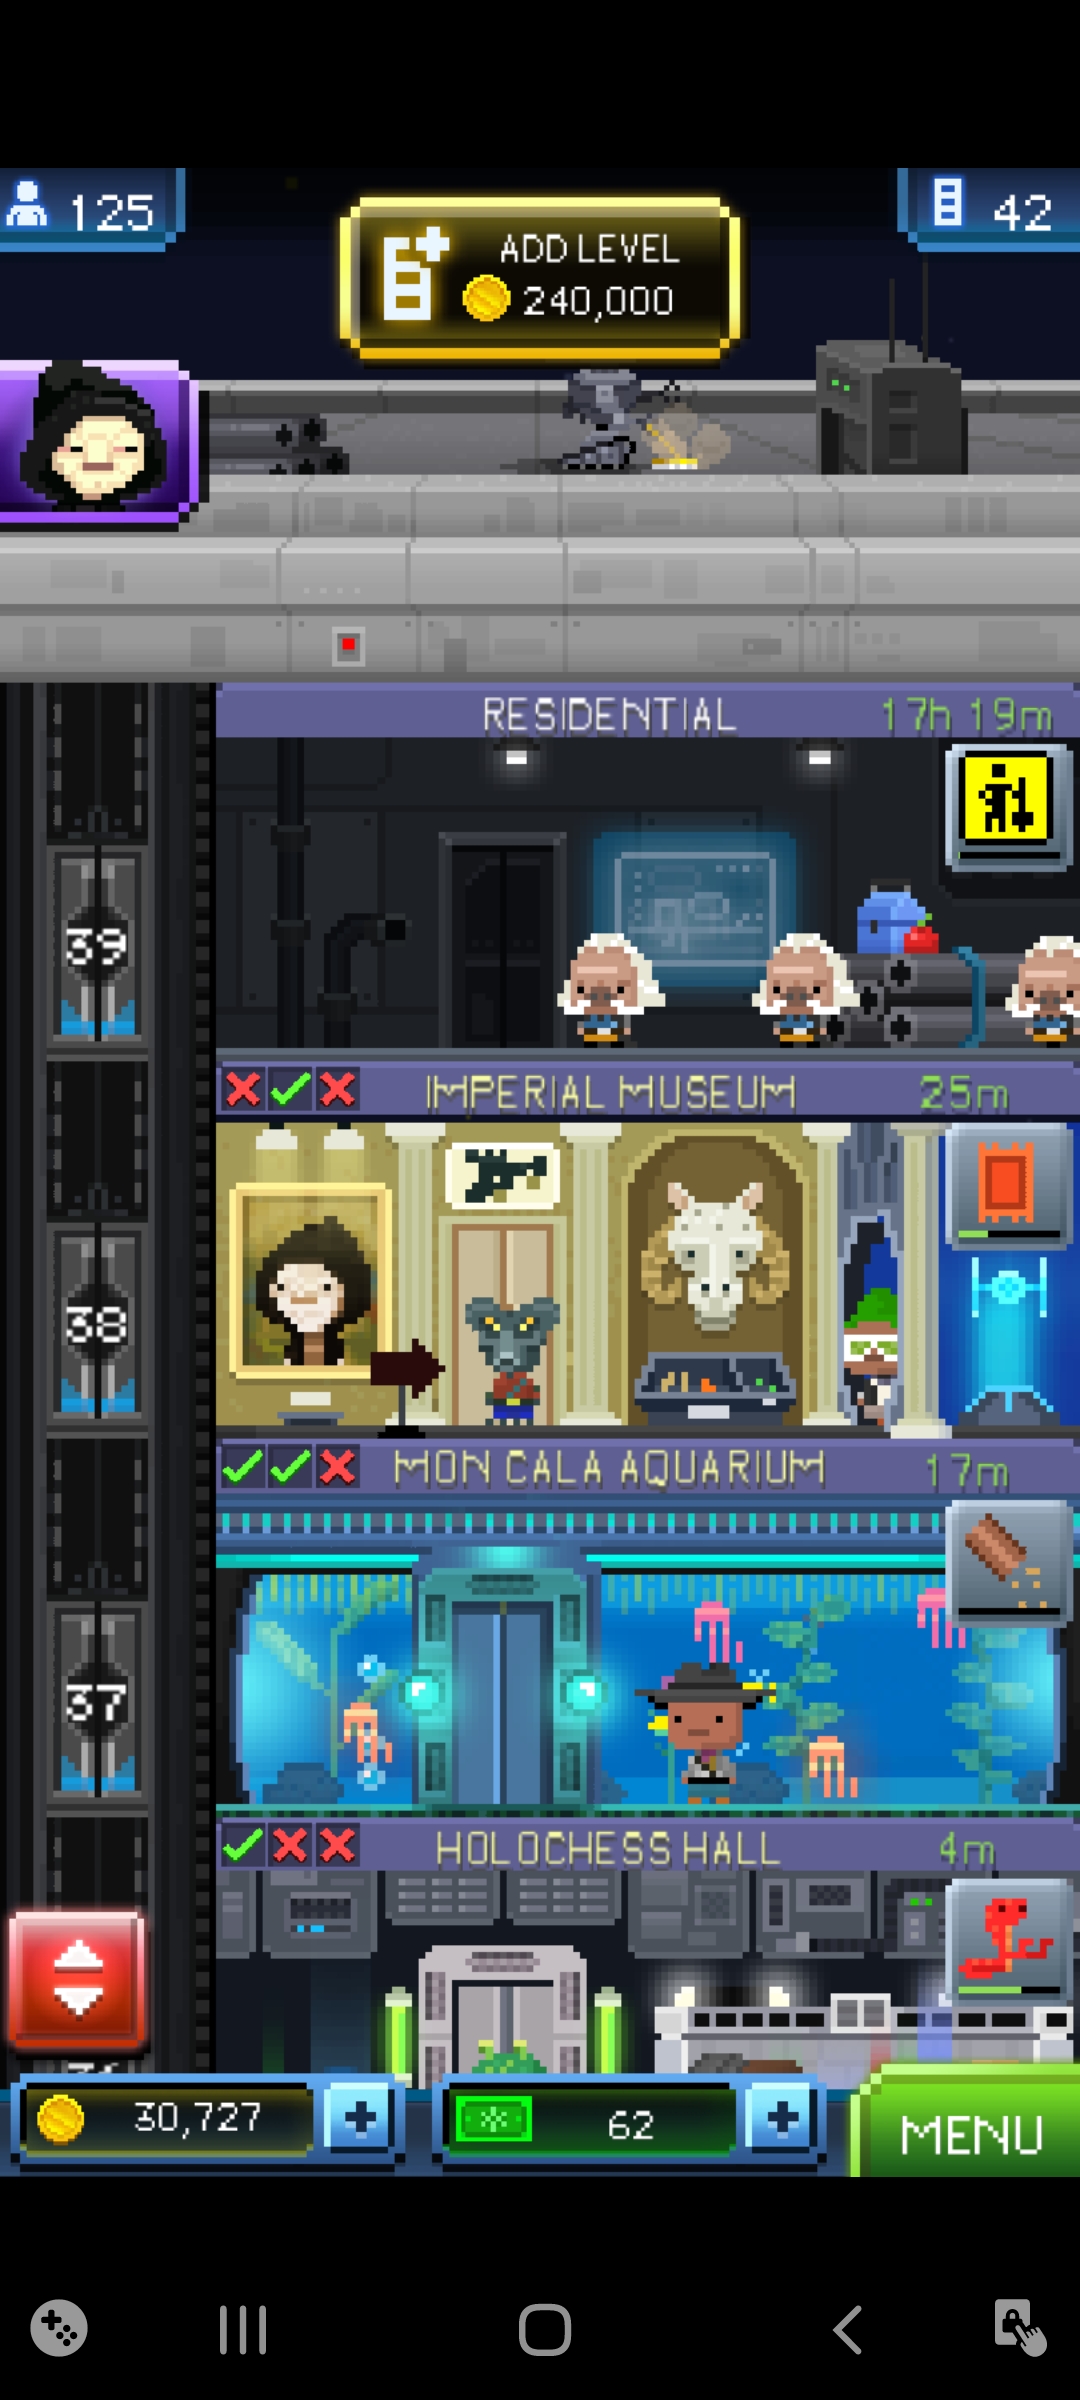 125
ADD LEVEL
240,000
42
RESIDENTIAL 17h 19m
39
IMPERIAL MUSEUM 25m
38
MON CALA AQUARIUM 17m
37
HOLOCHESS HALL 4m
30,727
62
MENU